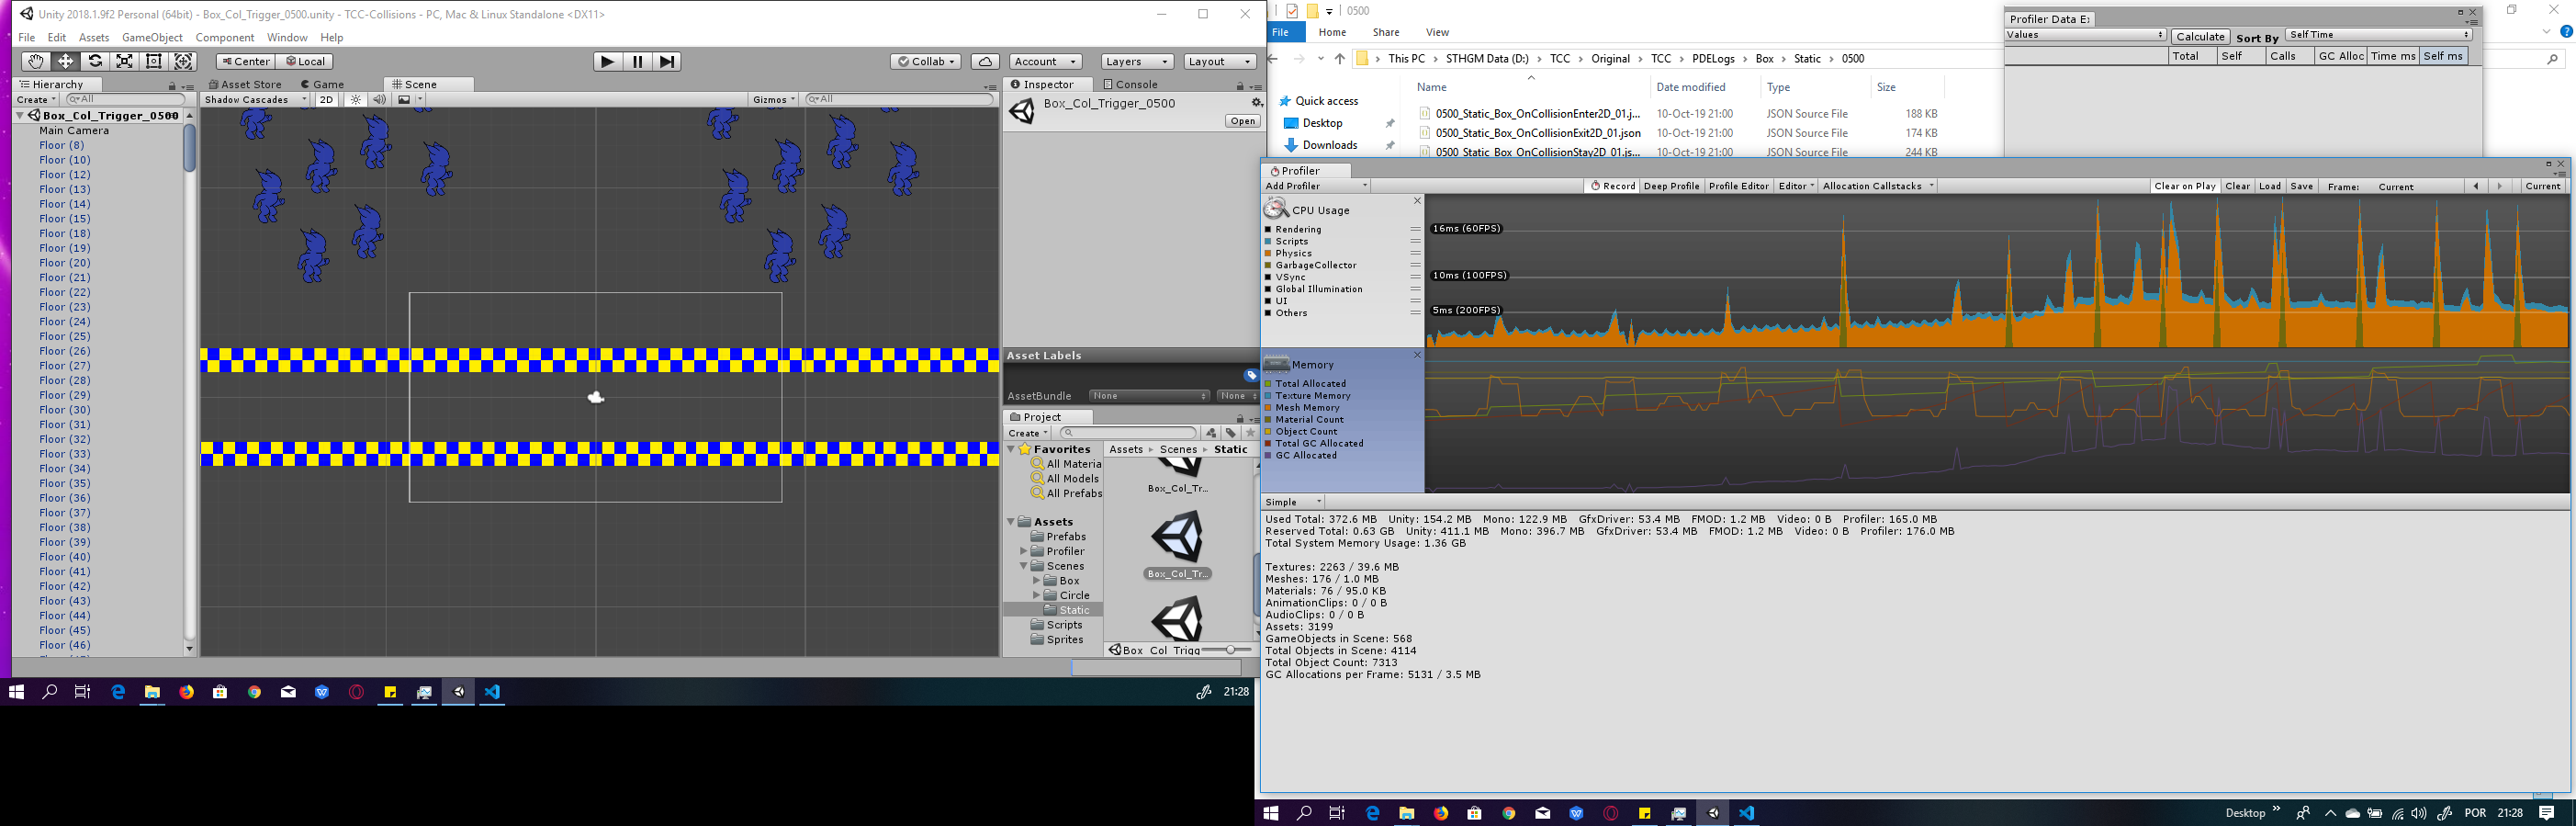 Unity 2018.1.9f2 Personal (64bit) - Box_Col_Trigger_0500.unity - TCC-Collisions - PC, Mac & Linux Standalone <DX11>
File Edit Assets GameObject Component Window Help
Center Local Collab Account Layers Layout
Hierarchy
Create All
Box_Col_Trigger_0500
Main Camera
Floor (8)
Floor (10)
Floor (12)
Floor (13)
Floor (14)
Floor (15)
Floor (18)
Floor (19)
Floor (20)
Floor (21)
Floor (22)
Floor (23)
Floor (24)
Floor (25)
Floor (26)
Floor (27)
Floor (28)
Floor (29)
Floor (30)
Floor (31)
Floor (32)
Floor (33)
Floor (34)
Floor (35)
Floor (36)
Floor (37)
Floor (38)
Floor (39)
Floor (40)
Floor (41)
Floor (42)
Floor (43)
Floor (44)
Floor (45)
Floor (46)
Asset Store Game Scene
Shadow Cascades 2D Gizmos All
Inspector Console
Box_Col_Trigger_0500
Open
Asset Labels
AssetBundle None None
Project
Create
Favorites
All Materia
All Models
All Prefabs
Assets
Prefabs
Profiler
Scenes
Box
Circle
Static
Scripts
Sprites
Assets Scenes Static
Box_Col_Tr...
Box_Col_Tr...
Box_Col_Trigg
21:28
0500
File Home Share View
This PC STHGM Data (D:) TCC Original TCC PDELogs Box Static 0500
Quick access
Desktop
Downloads
Name Date modified Type Size
0500_Static_Box_OnCollisionEnter2D_01.j... 10-Oct-19 21:00 JSON Source File 188 KB
0500_Static_Box_OnCollisionExit2D_01.json 10-Oct-19 21:00 JSON Source File 174 KB
0500_Static_Box_OnCollisionStay2D_01.js... 10-Oct-19 21:00 JSON Source File 244 KB
Profiler Data E
Values Calculate Sort By Self Time
Total Self Calls GC Alloc Time ms Self ms
Profiler
Add Profiler Record Deep Profile Profile Editor Editor Allocation Callstacks Clear on Play Clear Load Save Frame: Current Current
CPU Usage
Rendering
Scripts
Physics
GarbageCollector
VSync
Global Illumination
UI
Others
16ms (60FPS)
10ms (100FPS)
5ms (200FPS)
Memory
Total Allocated
Texture Memory
Mesh Memory
Material Count
Object Count
Total GC Allocated
GC Allocated
Simple
Used Total: 372.6 MB Unity: 154.2 MB Mono: 122.9 MB GfxDriver: 53.4 MB FMOD: 1.2 MB Video: 0 B Profiler: 165.0 MB
Reserved Total: 0.63 GB Unity: 411.1 MB Mono: 396.7 MB GfxDriver: 53.4 MB FMOD: 1.2 MB Video: 0 B Profiler: 176.0 MB
Total System Memory Usage: 1.36 GB
Textures: 2263 / 39.6 MB
Meshes: 176 / 1.0 MB
Materials: 76 / 95.0 KB
AnimationClips: 0 / 0 B
AudioClips: 0 / 0 B
Assets: 3199
GameObjects in Scene: 568
Total Objects in Scene: 4114
Total Object Count: 7313
GC Allocations per Frame: 5131 / 3.5 MB
Desktop POR 21:28